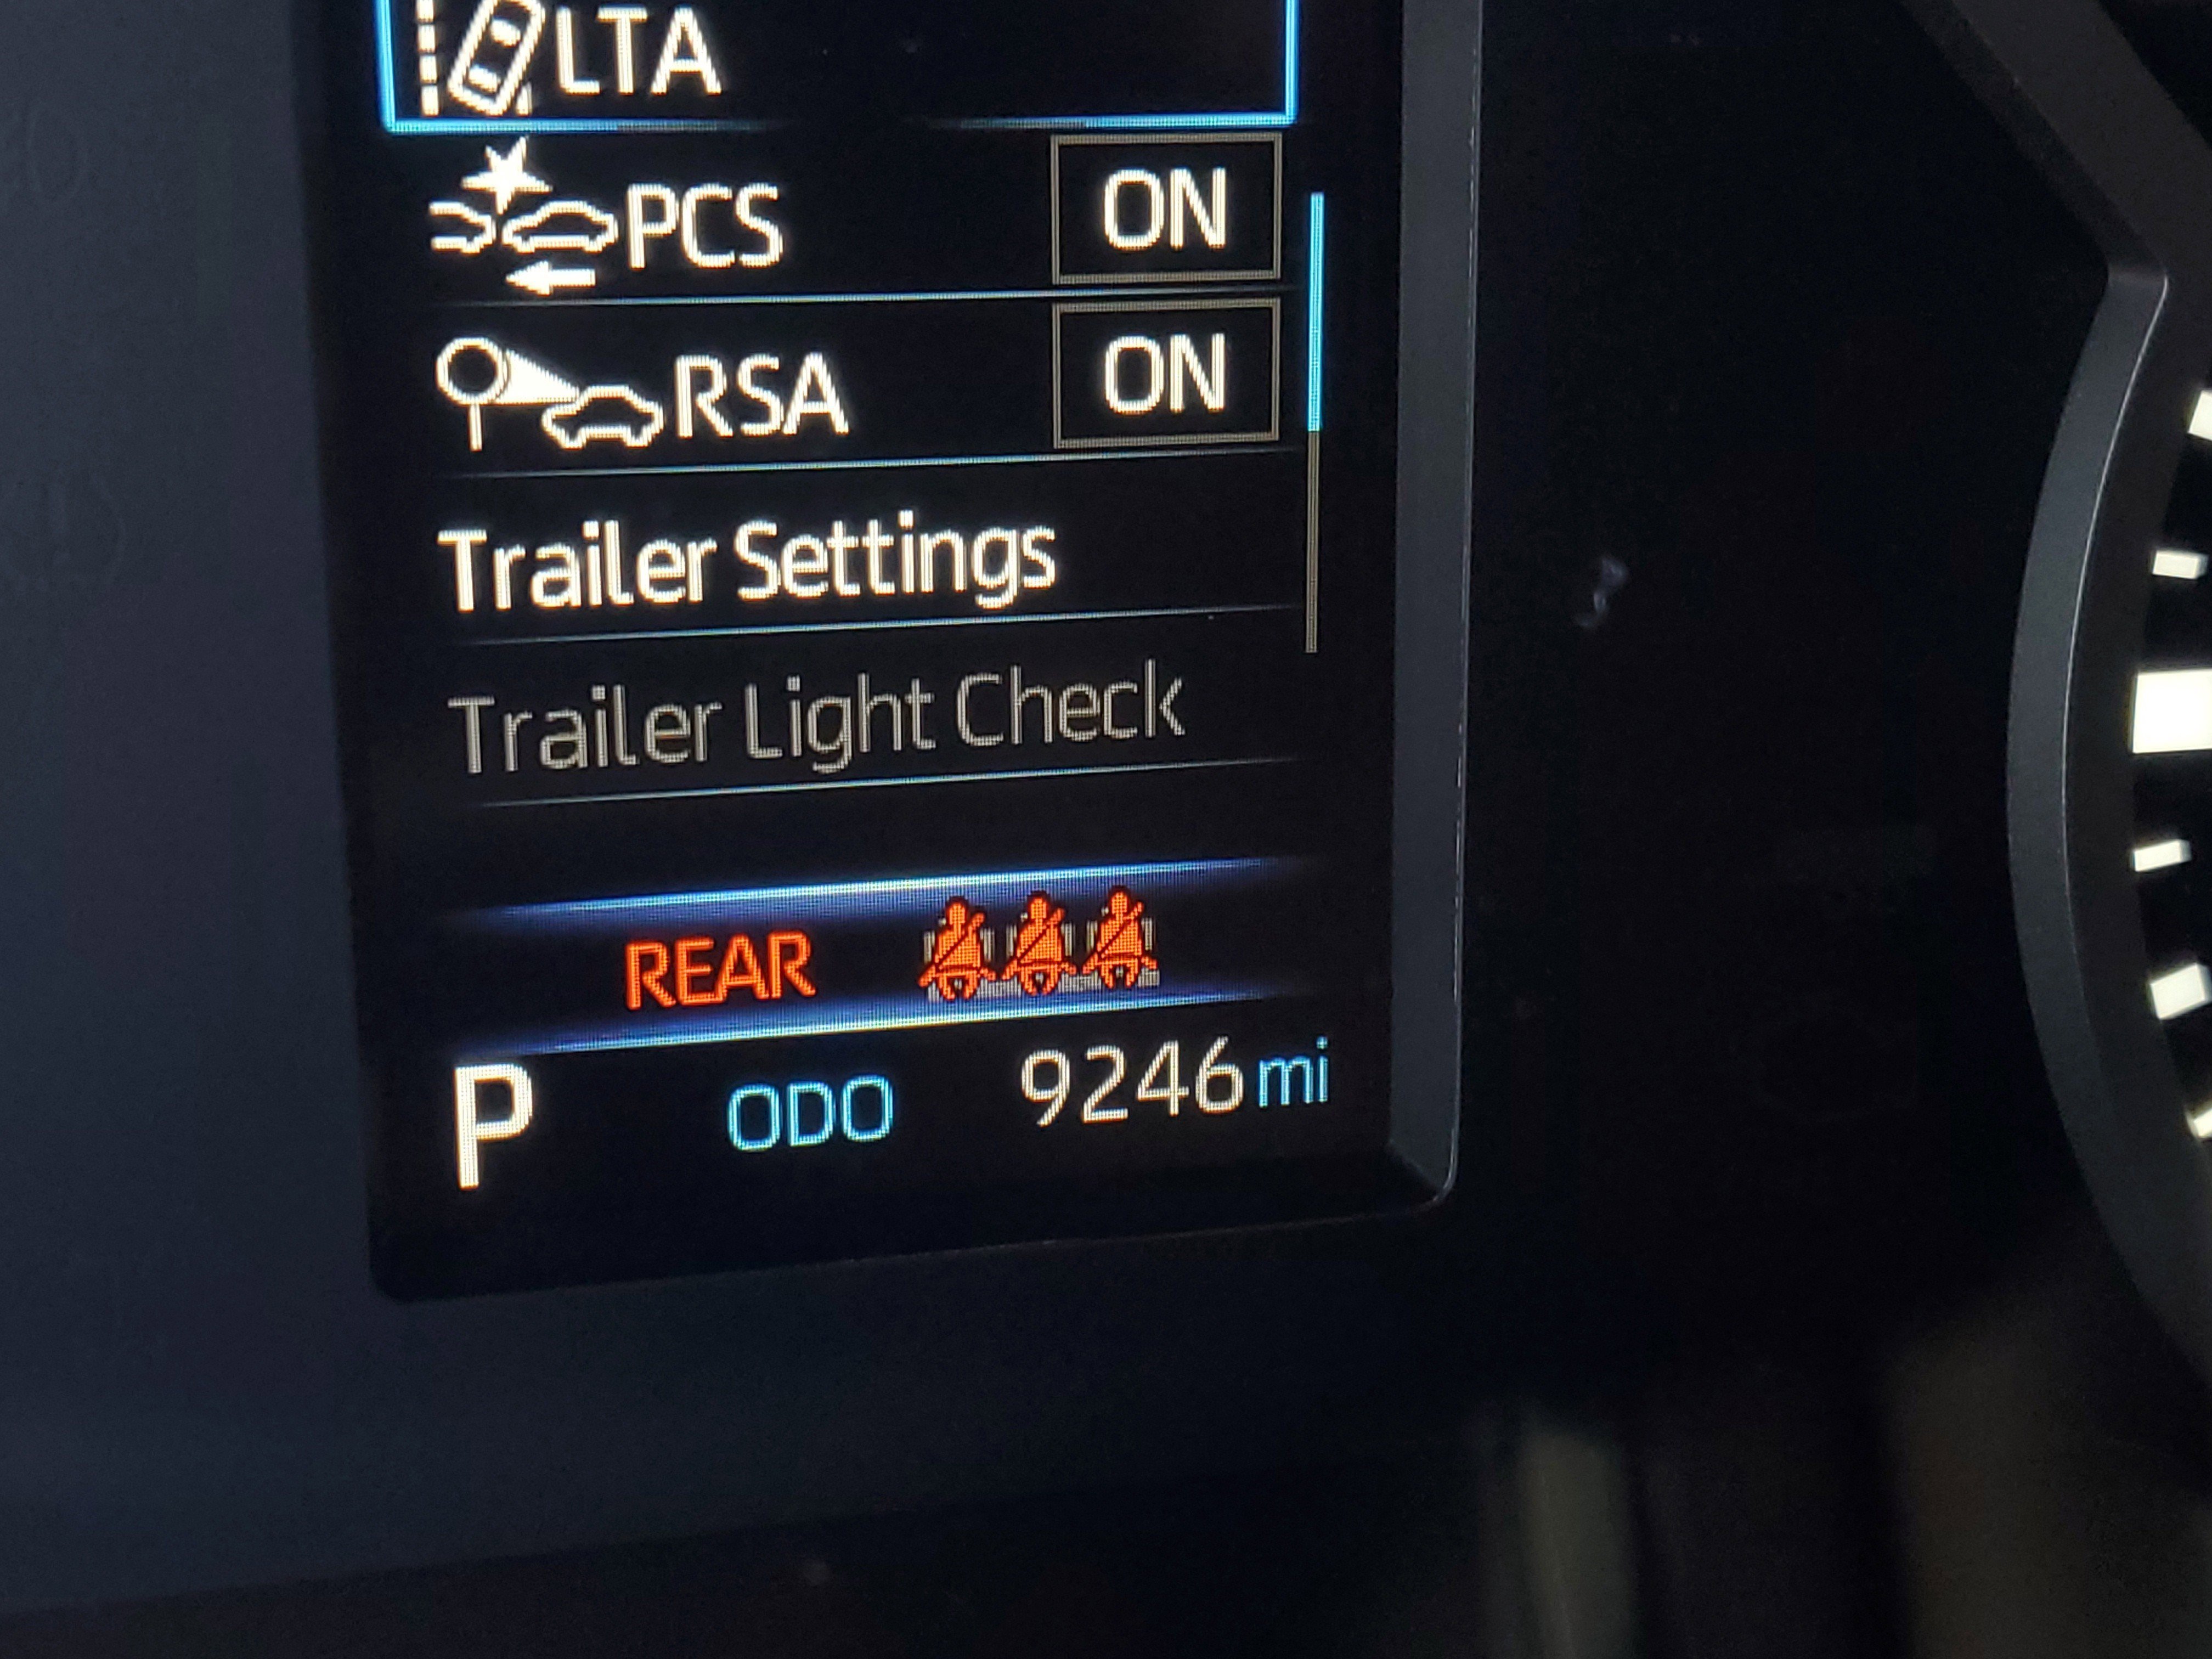 LTA
PCS ON
RSA ON
Trailer Settings
Trailer Light Check
REAR
P ODO 9246 mi